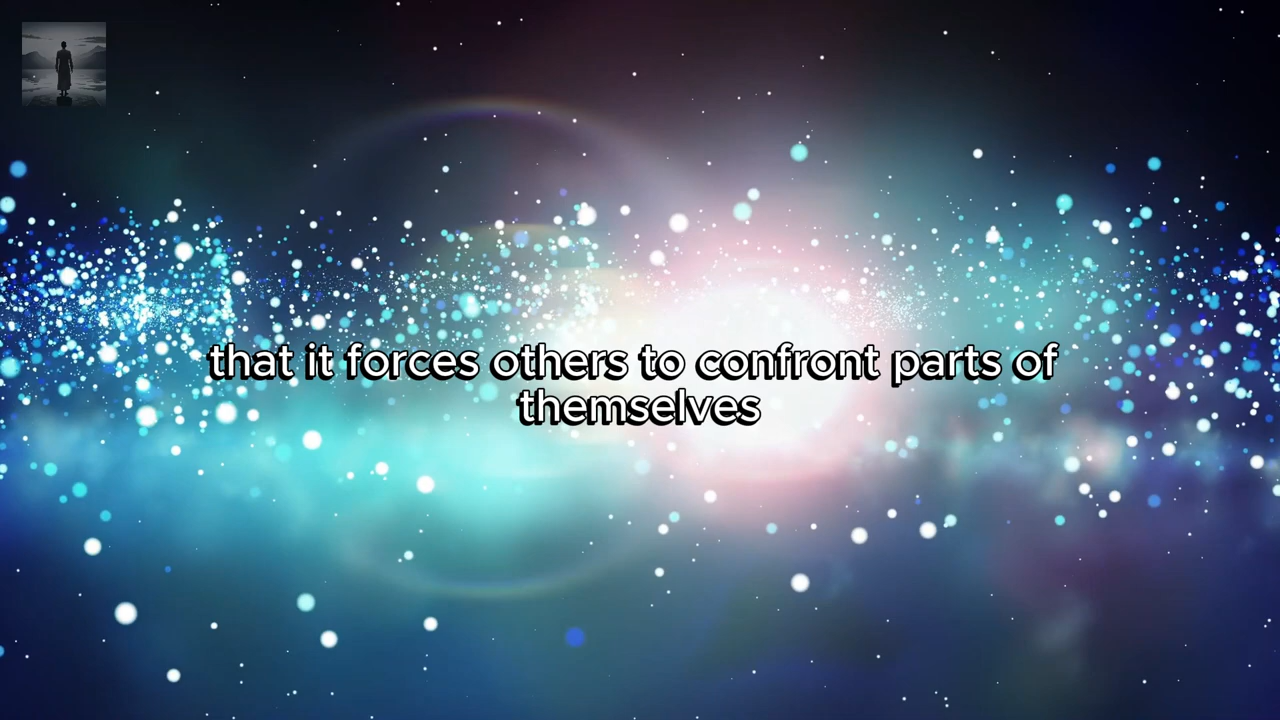 that it forces others to confront parts of
themselves